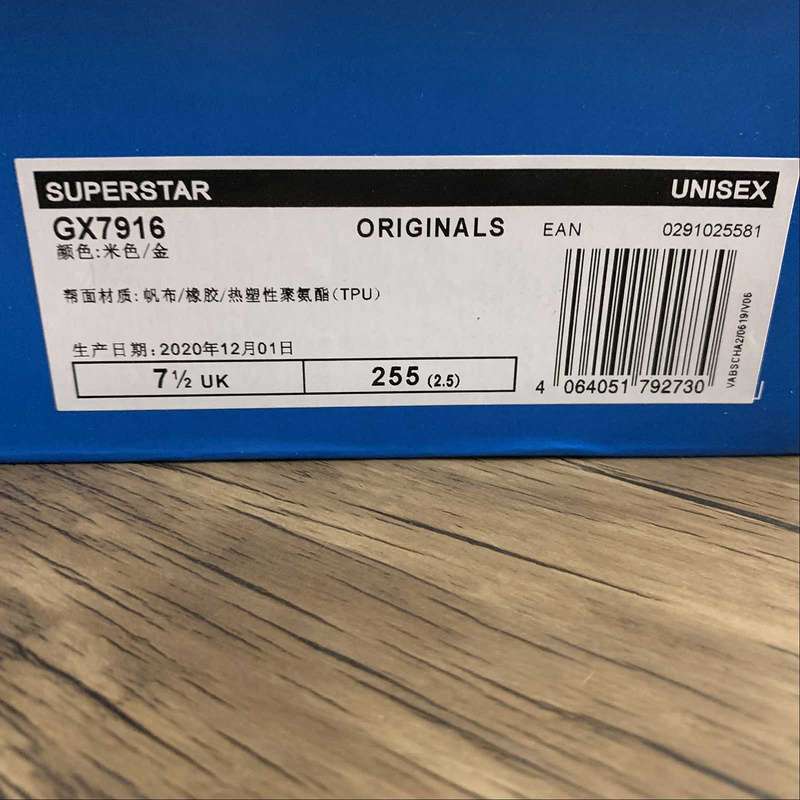 SUPERSTAR UNISEX
GX7916 ORIGINALS EAN 0291025581
颜色:米色/金
帮面材质:帆布/橡胶/热塑性聚氨酯(TPU)
生产日期:2020年12月01日
7½ UK 255 (2.5)
4 064051 792730
VABSCHA2/0619/V06